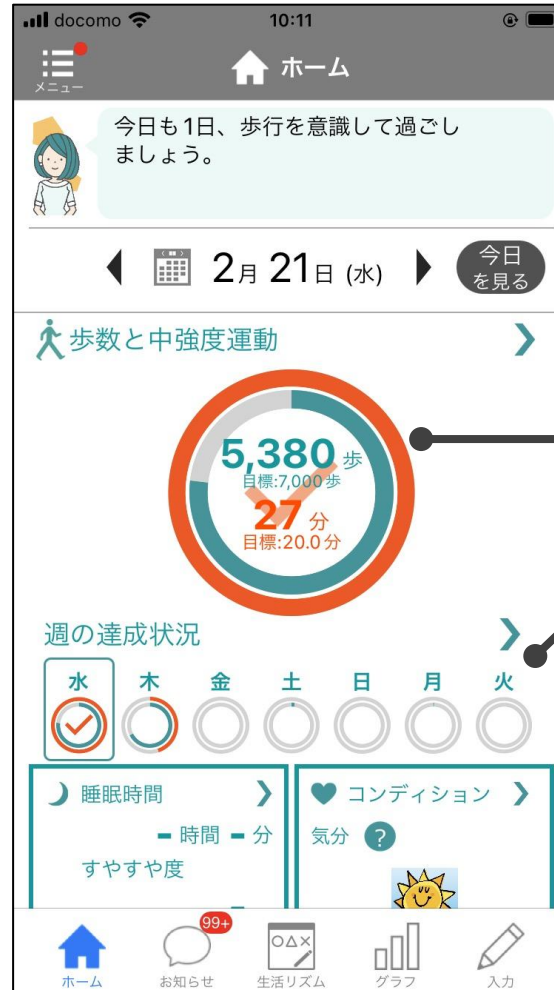 docomo
10:11
メニュー
ホーム
今日も1日、歩行を意識して過ごし
ましょう。
2月 21日 (水)
今日
を見る
歩数と中強度運動
5,380 歩
目標:7,000歩
27 分
目標:20.0分
週の達成状況
水 木 金 土 日 月 火
睡眠時間
- 時間 - 分
すやすや度
-
コンディション
気分 ?
99+
ホーム お知らせ 生活リズム グラフ 入力